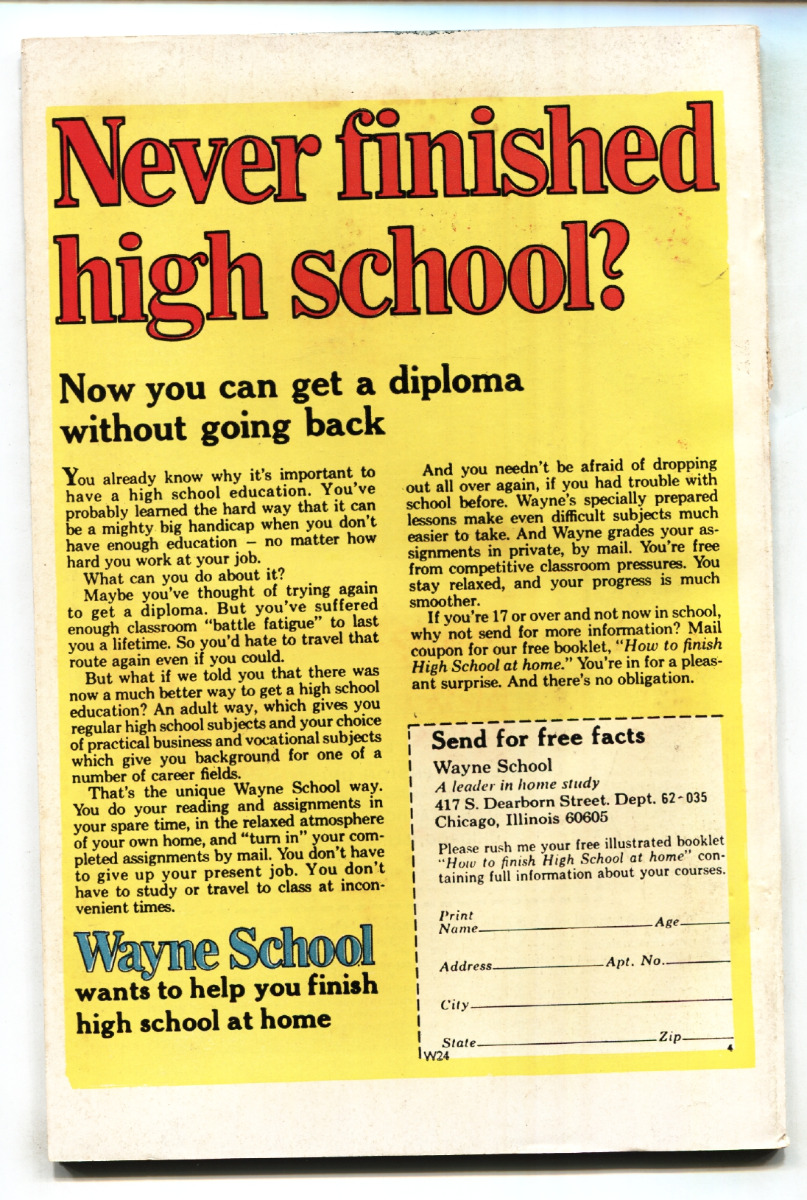 Never finished
high school?
Now you can get a diploma
without going back
You already know why it's important to
have a high school education. You've
probably learned the hard way that it can
be a mighty big handicap when you don't
have enough education – no matter how
hard you work at your job.
What can you do about it?
Maybe you've thought of trying again
to get a diploma. But you've suffered
enough classroom "battle fatigue" to last
you a lifetime. So you'd hate to travel that
route again even if you could.
But what if we told you that there was
now a much better way to get a high school
education? An adult way, which gives you
regular high school subjects and your choice
of practical business and vocational subjects
which give you background for one of a
number of career fields.
That's the unique Wayne School way.
You do your reading and assignments in
your spare time, in the relaxed atmosphere
of your own home, and "turn in" your com-
pleted assignments by mail. You don't have
to give up your present job. You don't
have to study or travel to class at incon-
venient times.
Wayne School
wants to help you finish
high school at home
And you needn't be afraid of dropping
out all over again, if you had trouble with
school before. Wayne's specially prepared
lessons make even difficult subjects much
easier to take. And Wayne grades your as-
signments in private, by mail. You're free
from competitive classroom pressures. You
stay relaxed, and your progress is much
smoother.
If you're 17 or over and not now in school,
why not send for more information? Mail
coupon for our free booklet, "How to finish
High School at home." You're in for a pleas-
ant surprise. And there's no obligation.
Send for free facts
Wayne School
A leader in home study
417 S. Dearborn Street. Dept. 62-035
Chicago, Illinois 60605
Please rush me your free illustrated booklet
"How to finish High School at home" con-
taining full information about your courses.
Print
Name Age
Address Apt. No.
City
State Zip
W24 4